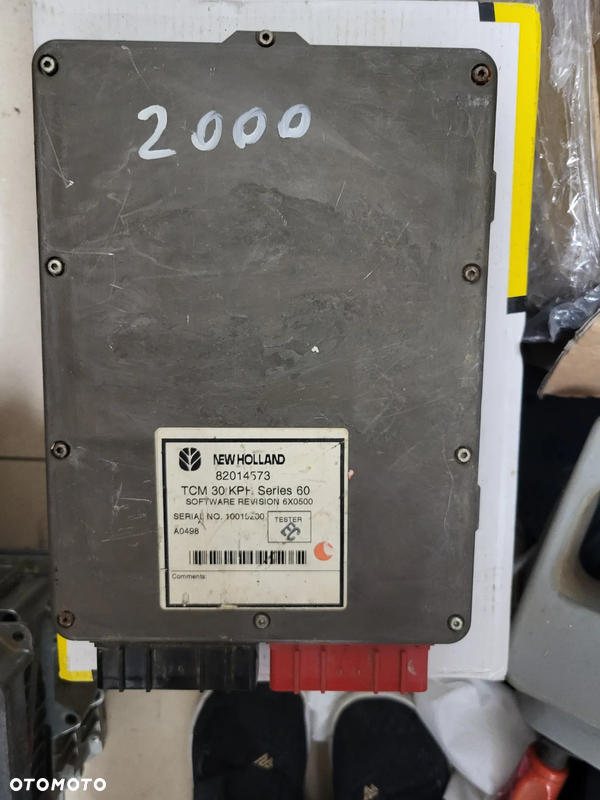 2000
NEW HOLLAND
82014573
TCM 30 KPH Series 60
SOFTWARE REVISION 6X0500
SERIAL NO. 10015200
TESTER
A0498
Comments:
OTOMOTO